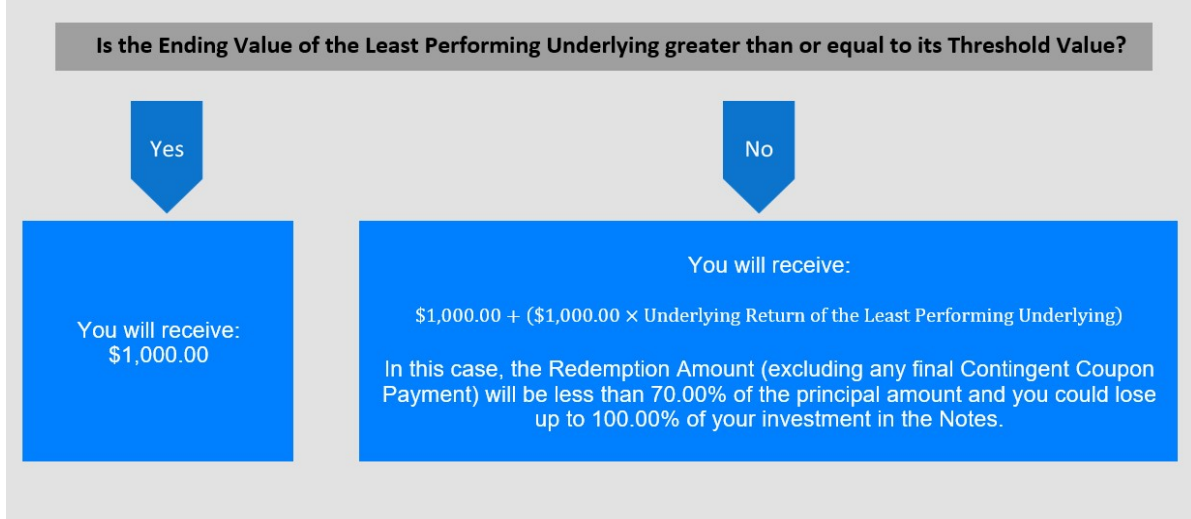 Is the Ending Value of the Least Performing Underlying greater than or equal to its Threshold Value?
Yes
No
You will receive:
$1,000.00
You will receive:
$1,000.00 + ($1,000.00 × Underlying Return of the Least Performing Underlying)
In this case, the Redemption Amount (excluding any final Contingent Coupon
Payment) will be less than 70.00% of the principal amount and you could lose
up to 100.00% of your investment in the Notes.